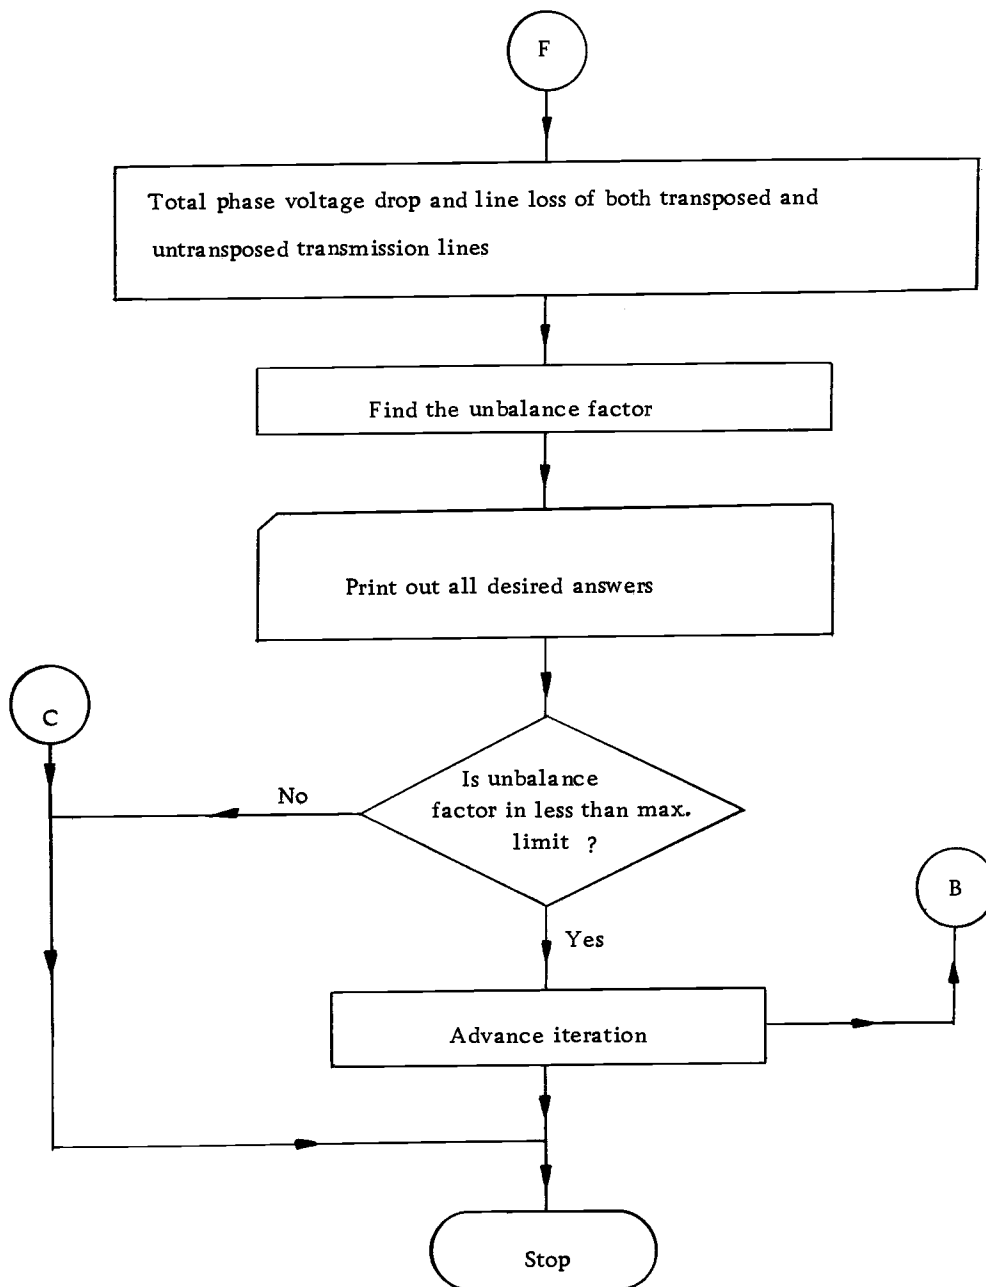 F
Total phase voltage drop and line loss of both transposed and
untransposed transmission lines
Find the unbalance factor
Print out all desired answers
C
No
Is unbalance
factor in less than max.
limit ?
B
Yes
Advance iteration
Stop